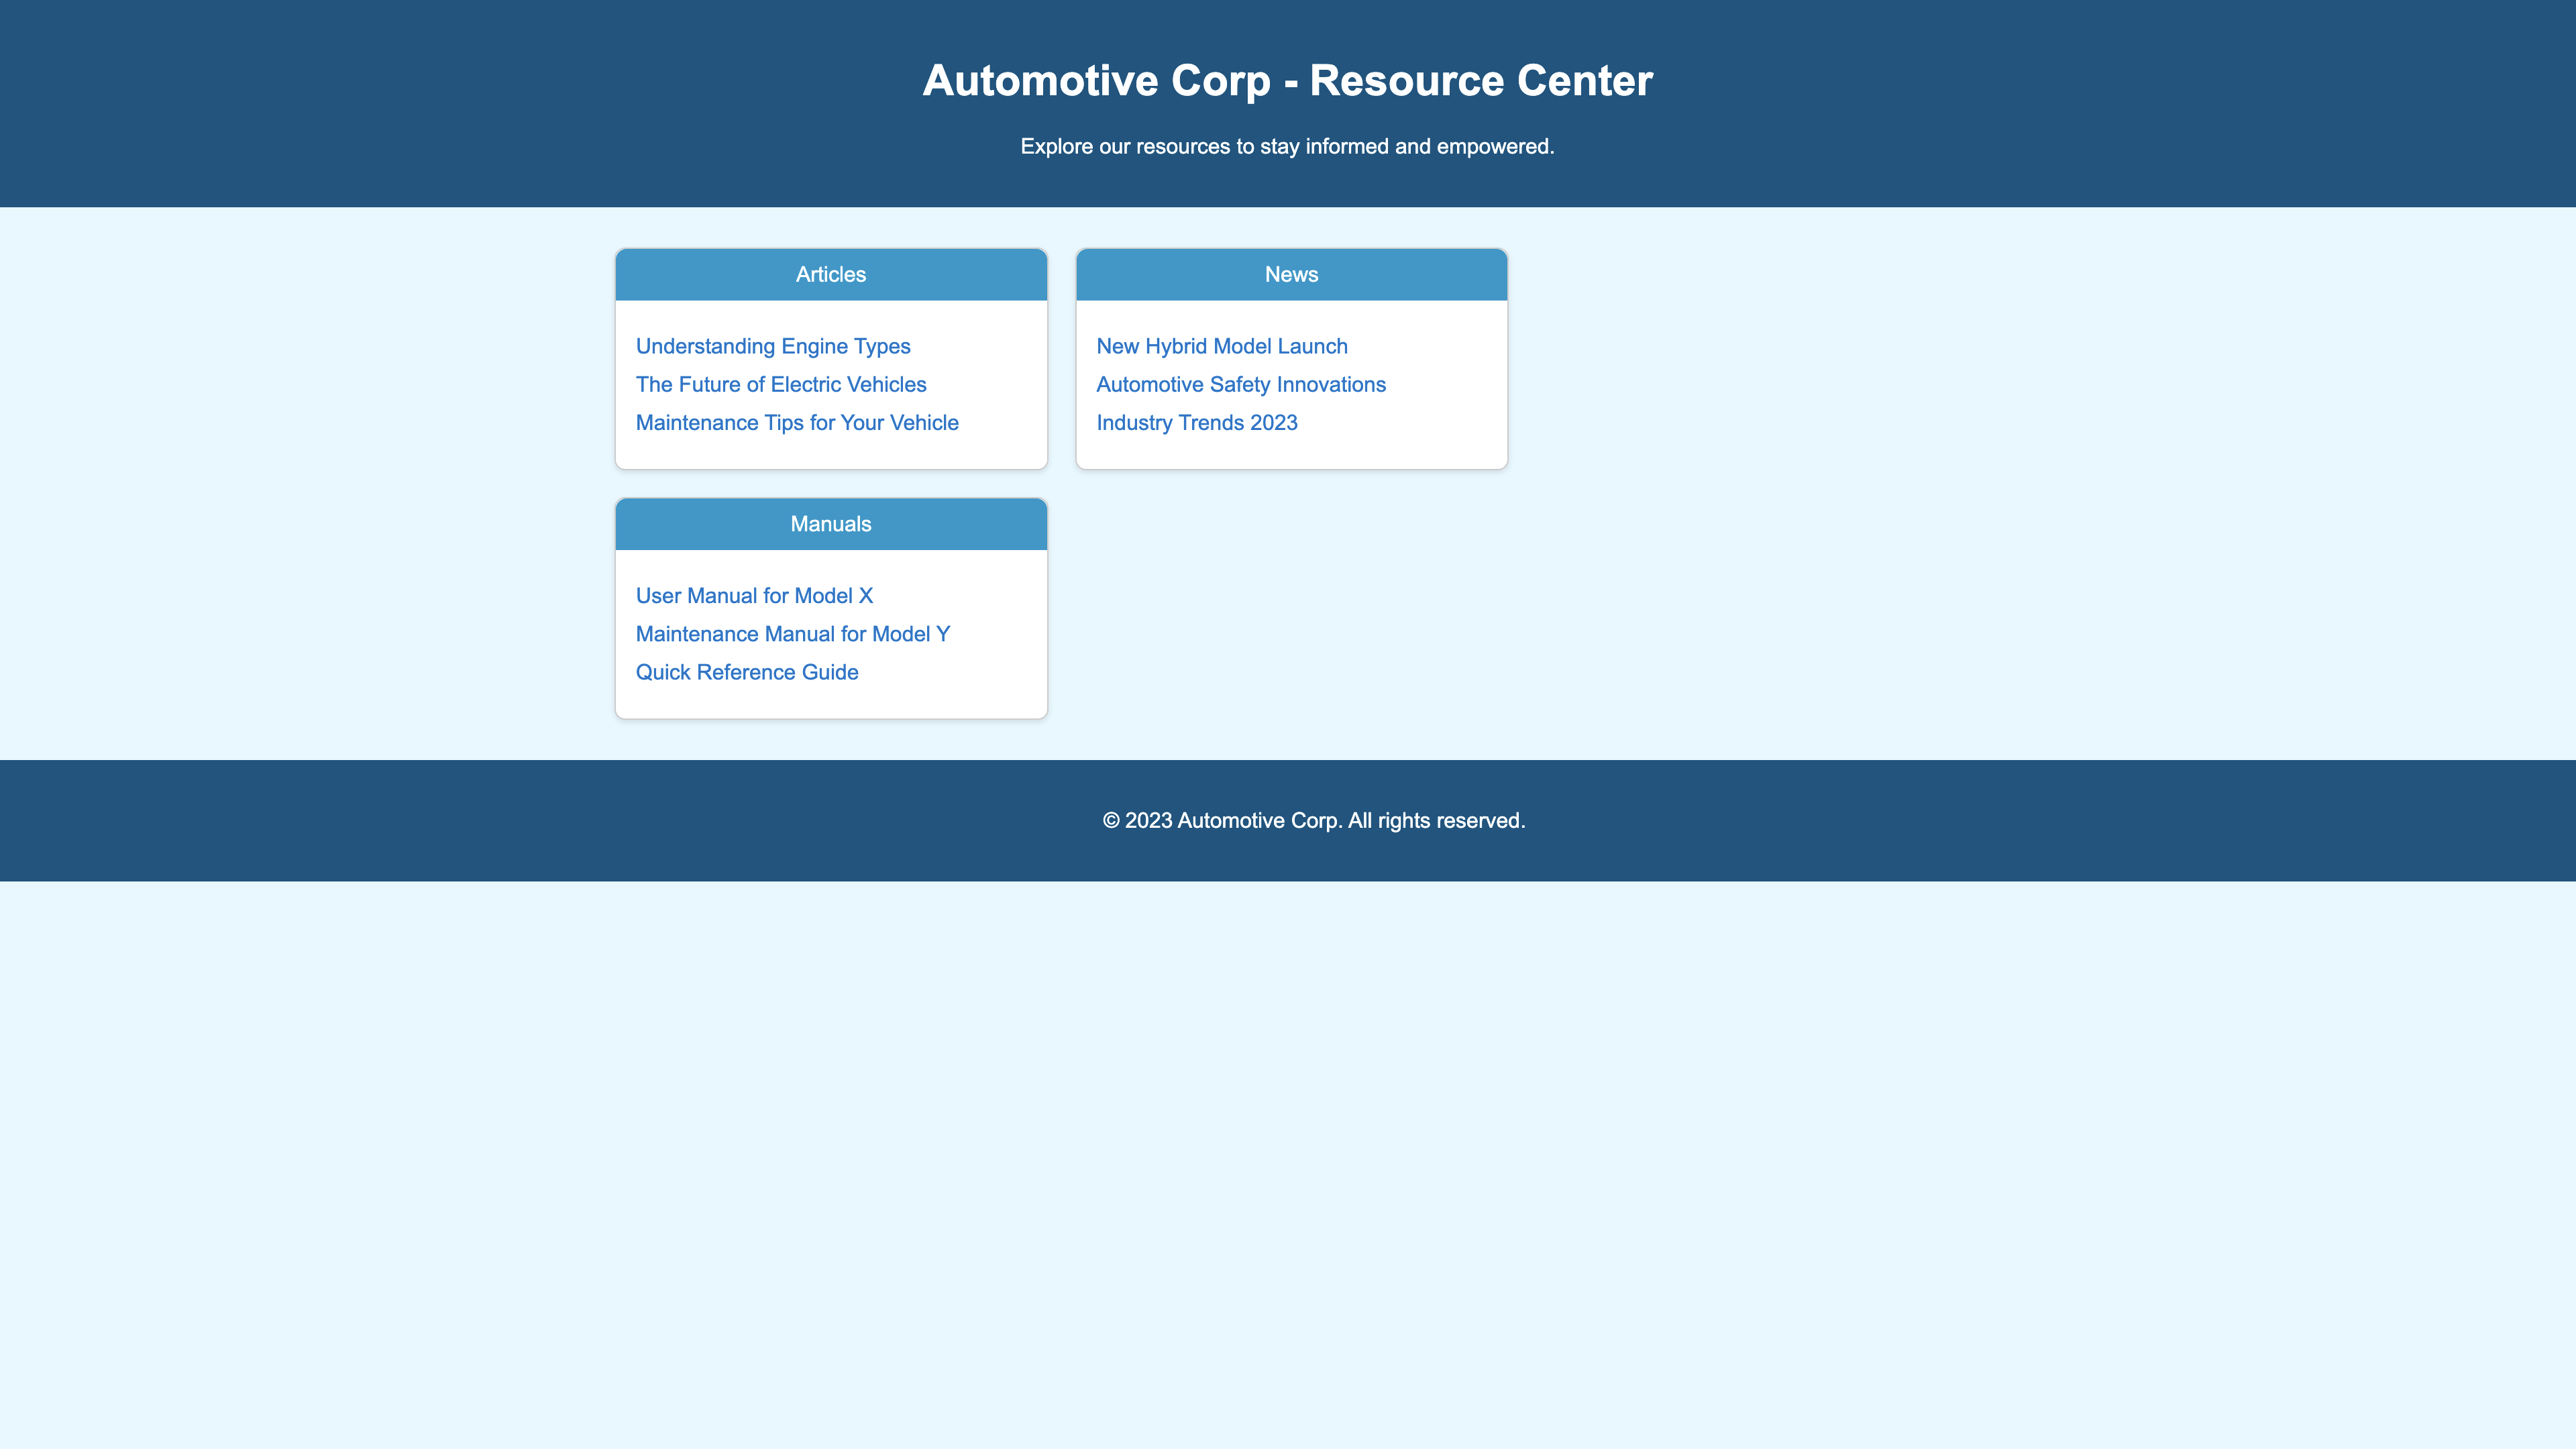 Automotive Corp - Resource Center
Explore our resources to stay informed and empowered.
Articles
Understanding Engine Types
The Future of Electric Vehicles
Maintenance Tips for Your Vehicle
News
New Hybrid Model Launch
Automotive Safety Innovations
Industry Trends 2023
Manuals
User Manual for Model X
Maintenance Manual for Model Y
Quick Reference Guide
© 2023 Automotive Corp. All rights reserved.